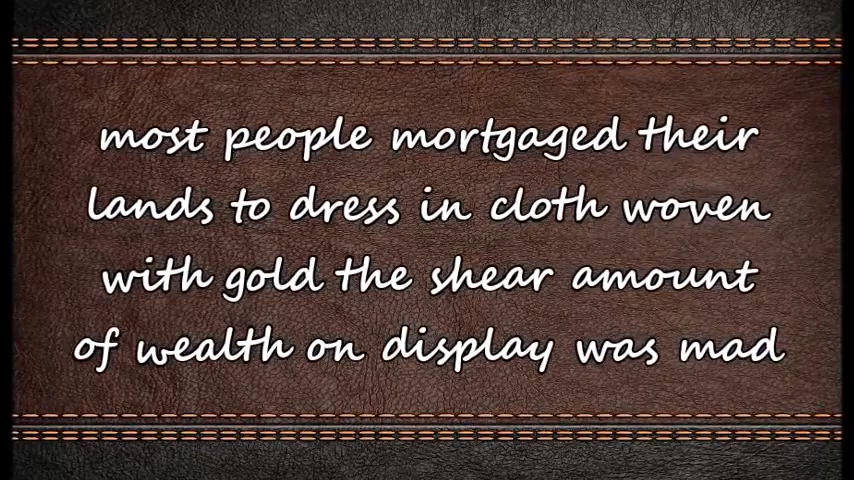 most people mortgaged their
lands to dress in cloth woven
with gold the shear amount
of wealth on display was mad